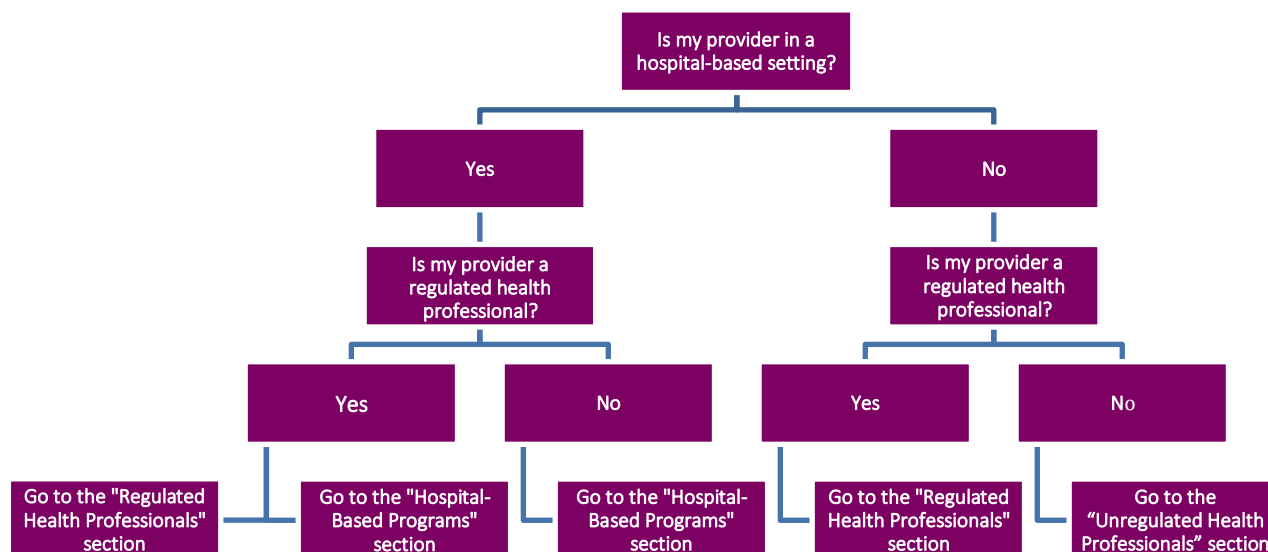 Is my provider in a
hospital-based setting?
Yes
No
Is my provider a
regulated health
professional?
Is my provider a
regulated health
professional?
Yes
No
Yes
No
Go to the "Regulated
Health Professionals"
section
Go to the "Hospital-
Based Programs"
section
Go to the "Hospital-
Based Programs"
section
Go to the "Regulated
Health Professionals"
section
Go to the
“Unregulated Health
Professionals” section